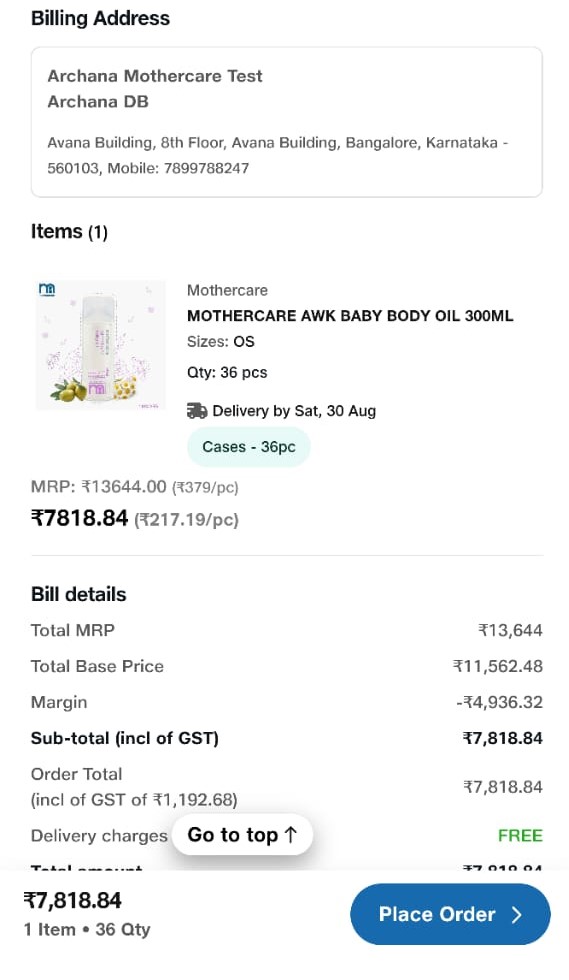 Billing Address
Archana Mothercare Test
Archana DB
Avana Building, 8th Floor, Avana Building, Bangalore, Karnataka -
560103, Mobile: 7899788247
Items (1)
Mothercare
MOTHERCARE AWK BABY BODY OIL 300ML
Sizes: OS
Qty: 36 pcs
Delivery by Sat, 30 Aug
Cases - 36pc
MRP: ₹13644.00 (₹379/pc)
₹7818.84 (₹217.19/pc)
Bill details
Total MRP ₹13,644
Total Base Price ₹11,562.48
Margin -₹4,936.32
Sub-total (incl of GST) ₹7,818.84
Order Total
(incl of GST of ₹1,192.68) ₹7,818.84
Delivery charges FREE
Go to top ↑
Total amount ₹7,818.84
₹7,818.84
1 Item • 36 Qty
Place Order >